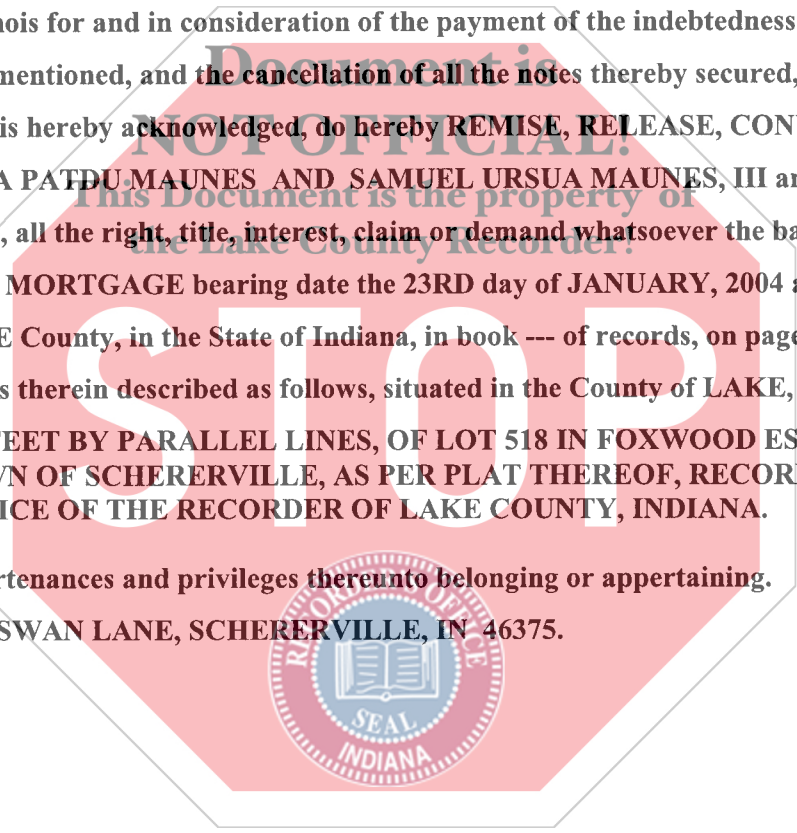 nois for and in consideration of the payment of the indebtedness
Document is
mentioned, and the cancellation of all the notes thereby secured,
is hereby acknowledged, do hereby REMISE, RELEASE, CON
NOT OFFICIAL!
A PATDU MAUNES AND SAMUEL URSUA MAUNES, III
This Document is the property of
, all the right, title, interest, claim or demand whatsoever the
the Lake County Recorder!
MORTGAGE bearing date the 23RD day of JANUARY, 2004
E County, in the State of Indiana, in book --- of records, on page
s therein described as follows, situated in the County of LAKE,
STOP
FEET BY PARALLEL LINES, OF LOT 518 IN FOXWOOD ES
VN OF SCHERERVILLE, AS PER PLAT THEREOF, RECOR
ICE OF THE RECORDER OF LAKE COUNTY, INDIANA.
rtenances and privileges thereunto belonging or appertaining.
SWAN LANE, SCHERERVILLE, IN 46375.
RECORDER'S OFFICE
SEAL
INDIANA